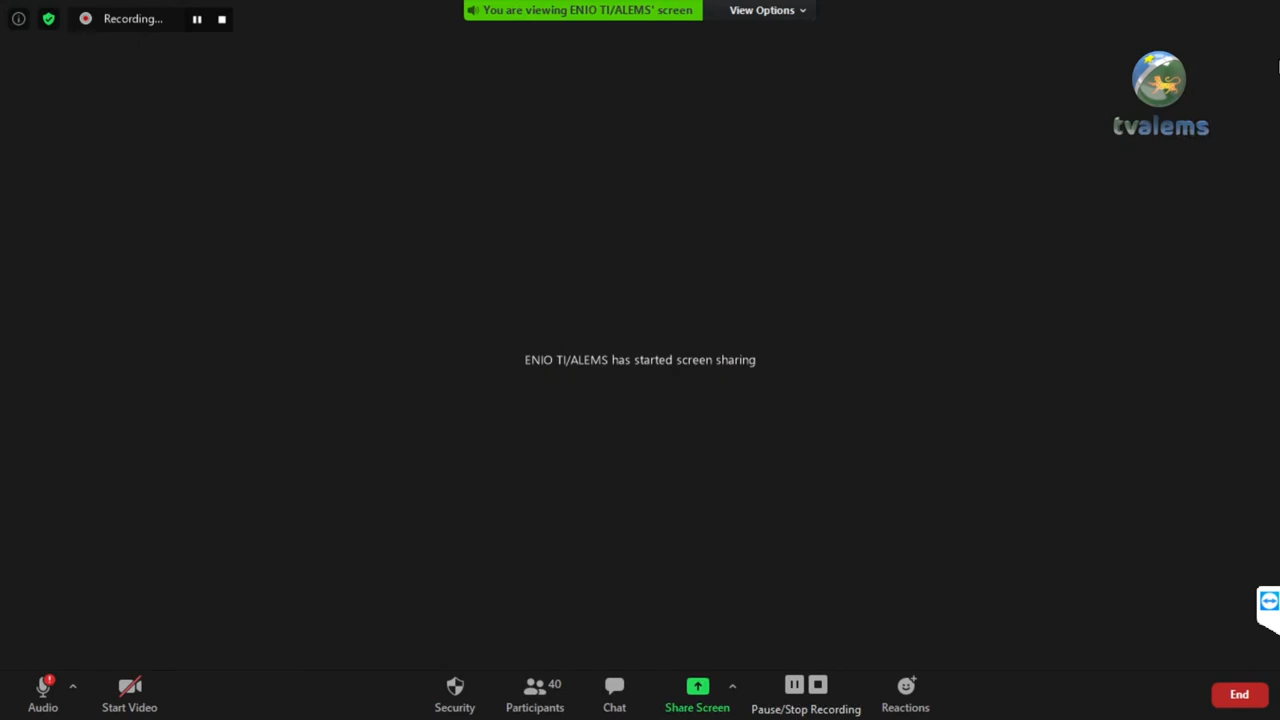 Recording...
You are viewing ENIO TI/ALEMS' screen
View Options
tvalems
ENIO TI/ALEMS has started screen sharing
Audio
Start Video
Security
40
Participants
Chat
Share Screen
Pause/Stop Recording
Reactions
End